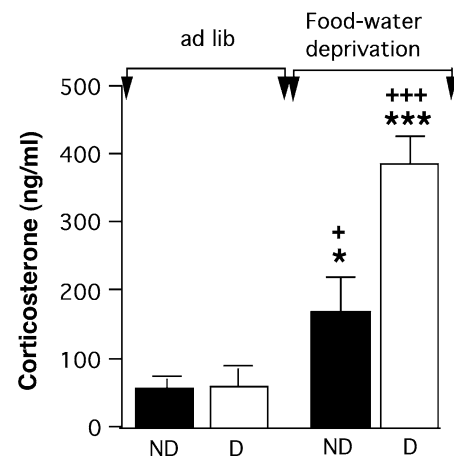 ad lib
Food-water
deprivation
Corticosterone (ng/ml)
500
400
300
200
100
0
+++
***
+
*
ND
D
ND
D